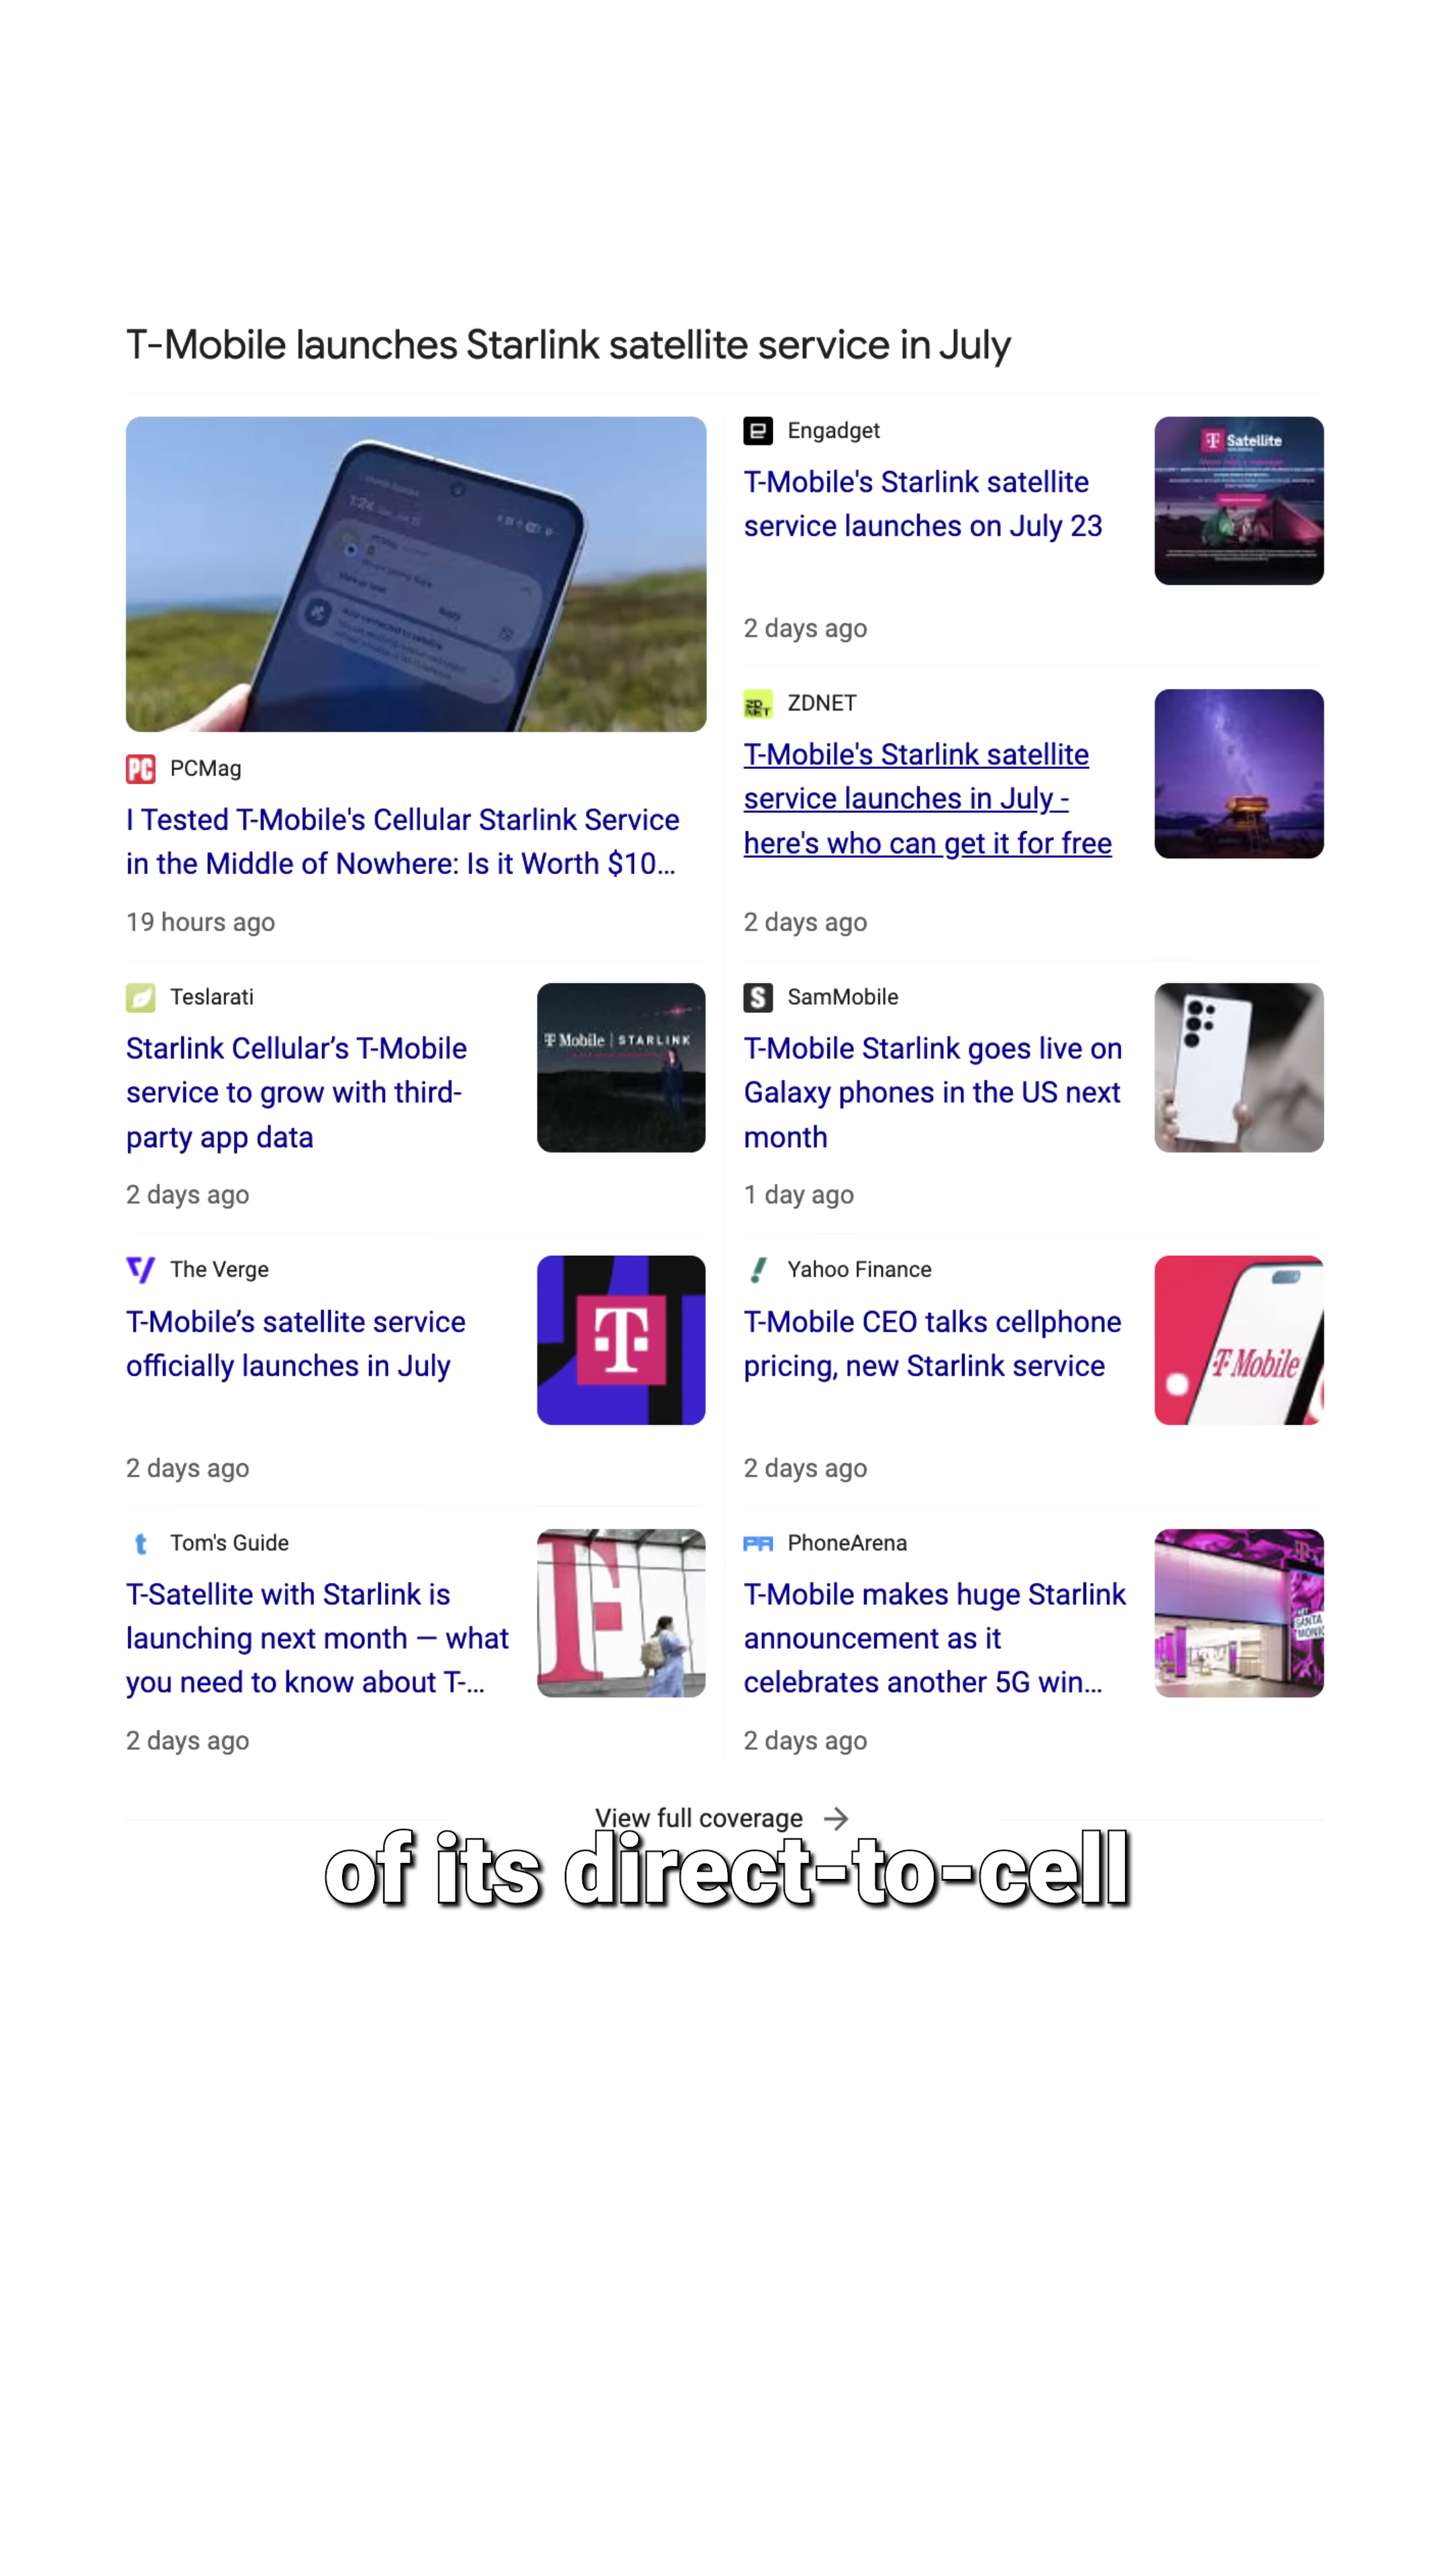 T-Mobile launches Starlink satellite service in July
PCMag
I Tested T-Mobile's Cellular Starlink Service
in the Middle of Nowhere: Is it Worth $10...
19 hours ago
Engadget
T-Mobile's Starlink satellite
service launches on July 23
2 days ago
T Satellite
ZDNET
T-Mobile's Starlink satellite
service launches in July -
here's who can get it for free
2 days ago
Teslarati
Starlink Cellular’s T-Mobile
service to grow with third-
party app data
2 days ago
T Mobile | STARLINK
SamMobile
T-Mobile Starlink goes live on
Galaxy phones in the US next
month
1 day ago
The Verge
T-Mobile’s satellite service
officially launches in July
2 days ago
T
Yahoo Finance
T-Mobile CEO talks cellphone
pricing, new Starlink service
2 days ago
T Mobile
Tom's Guide
T-Satellite with Starlink is
launching next month — what
you need to know about T-...
2 days ago
PhoneArena
T-Mobile makes huge Starlink
announcement as it
celebrates another 5G win...
2 days ago
View full coverage →
of its direct-to-cell